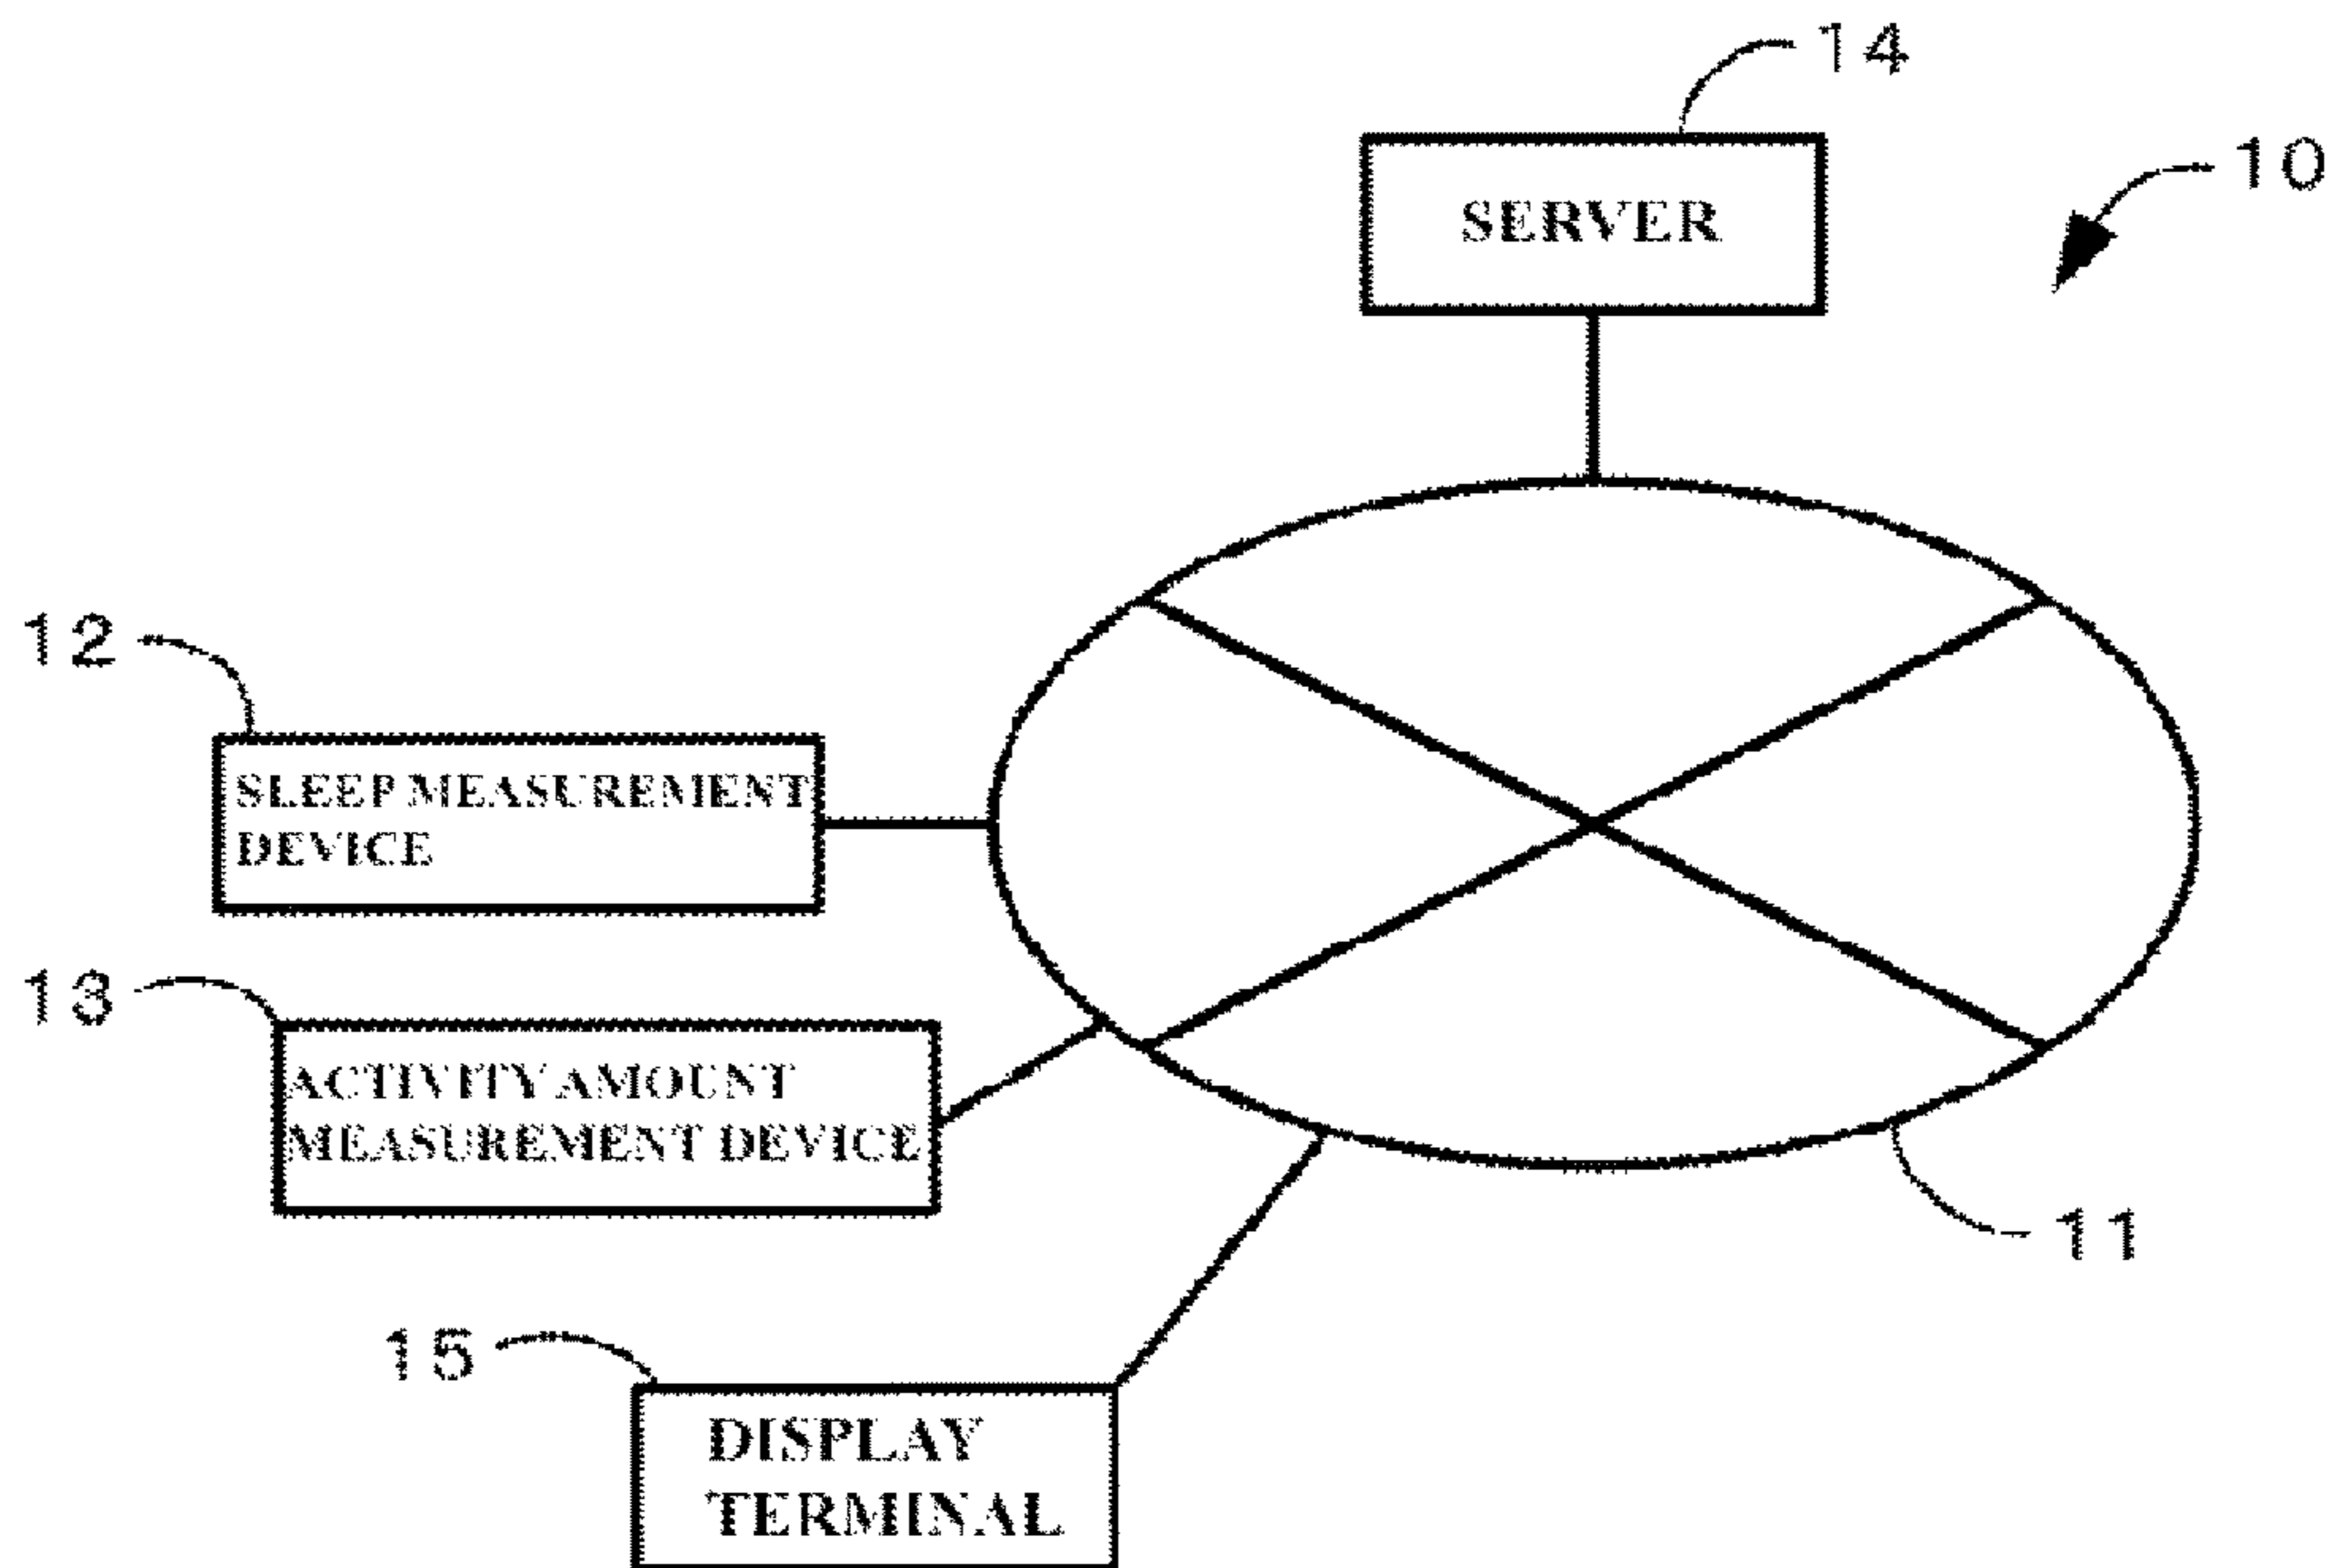 14
10
SERVER
12
SLEEP MEASUREMENT
DEVICE
13
ACTIVITY AMOUNT
MEASUREMENT DEVICE
11
15
DISPLAY
TERMINAL